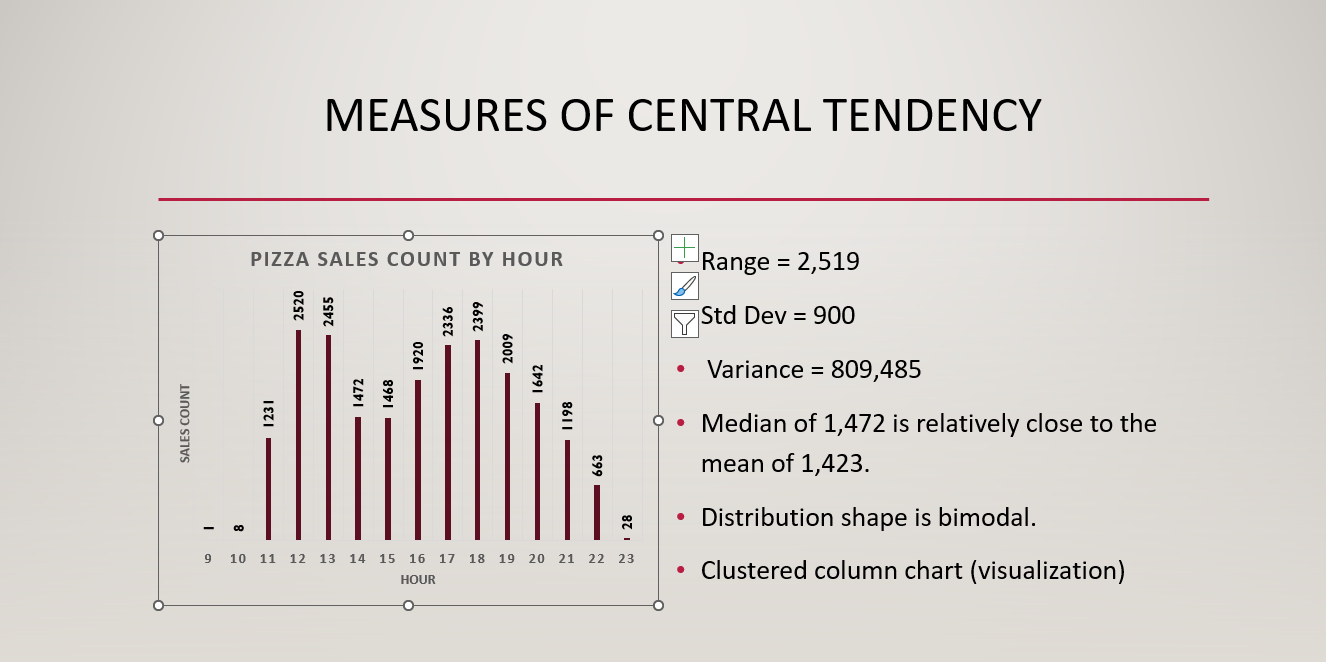 MEASURES OF CENTRAL TENDENCY
PIZZA SALES COUNT BY HOUR
SALES COUNT
1
8
1231
2520
2455
1472
1468
1920
2336
2399
2009
1642
1198
663
28
9 10 11 12 13 14 15 16 17 18 19 20 21 22 23
HOUR
• Range = 2,519
Std Dev = 900
• Variance = 809,485
• Median of 1,472 is relatively close to the
mean of 1,423.
• Distribution shape is bimodal.
• Clustered column chart (visualization)